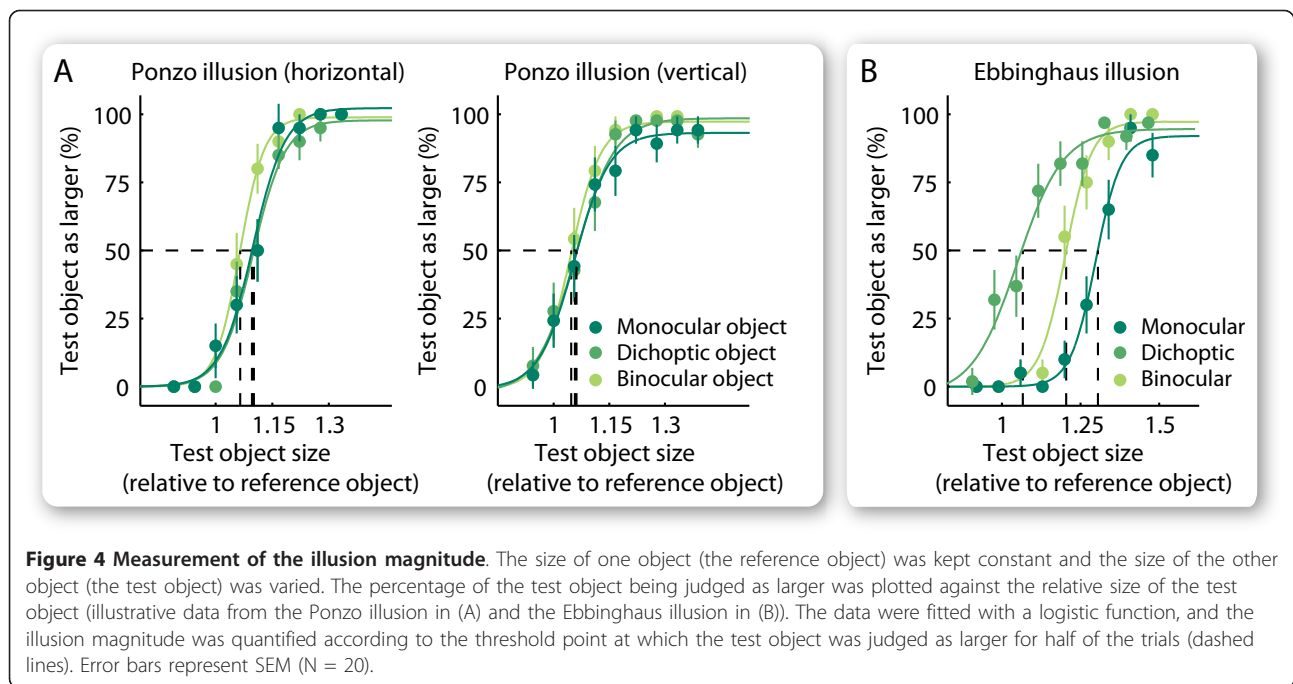 A
Ponzo illusion (horizontal)
Test object as larger (%)
100
75
50
25
0
1
1.15
1.3
Test object size
(relative to reference object)
Ponzo illusion (vertical)
Test object as larger (%)
100
75
50
25
0
Monocular object
Dichoptic object
Binocular object
1
1.15
1.3
Test object size
(relative to reference object)
B
Ebbinghaus illusion
Test object as larger (%)
100
75
50
25
0
Monocular
Dichoptic
Binocular
1
1.25
1.5
Test object size
(relative to reference object)
Figure 4 Measurement of the illusion magnitude. The size of one object (the reference object) was kept constant and the size of the other
object (the test object) was varied. The percentage of the test object being judged as larger was plotted against the relative size of the test
object (illustrative data from the Ponzo illusion in (A) and the Ebbinghaus illusion in (B)). The data were fitted with a logistic function, and the
illusion magnitude was quantified according to the threshold point at which the test object was judged as larger for half of the trials (dashed
lines). Error bars represent SEM (N = 20).